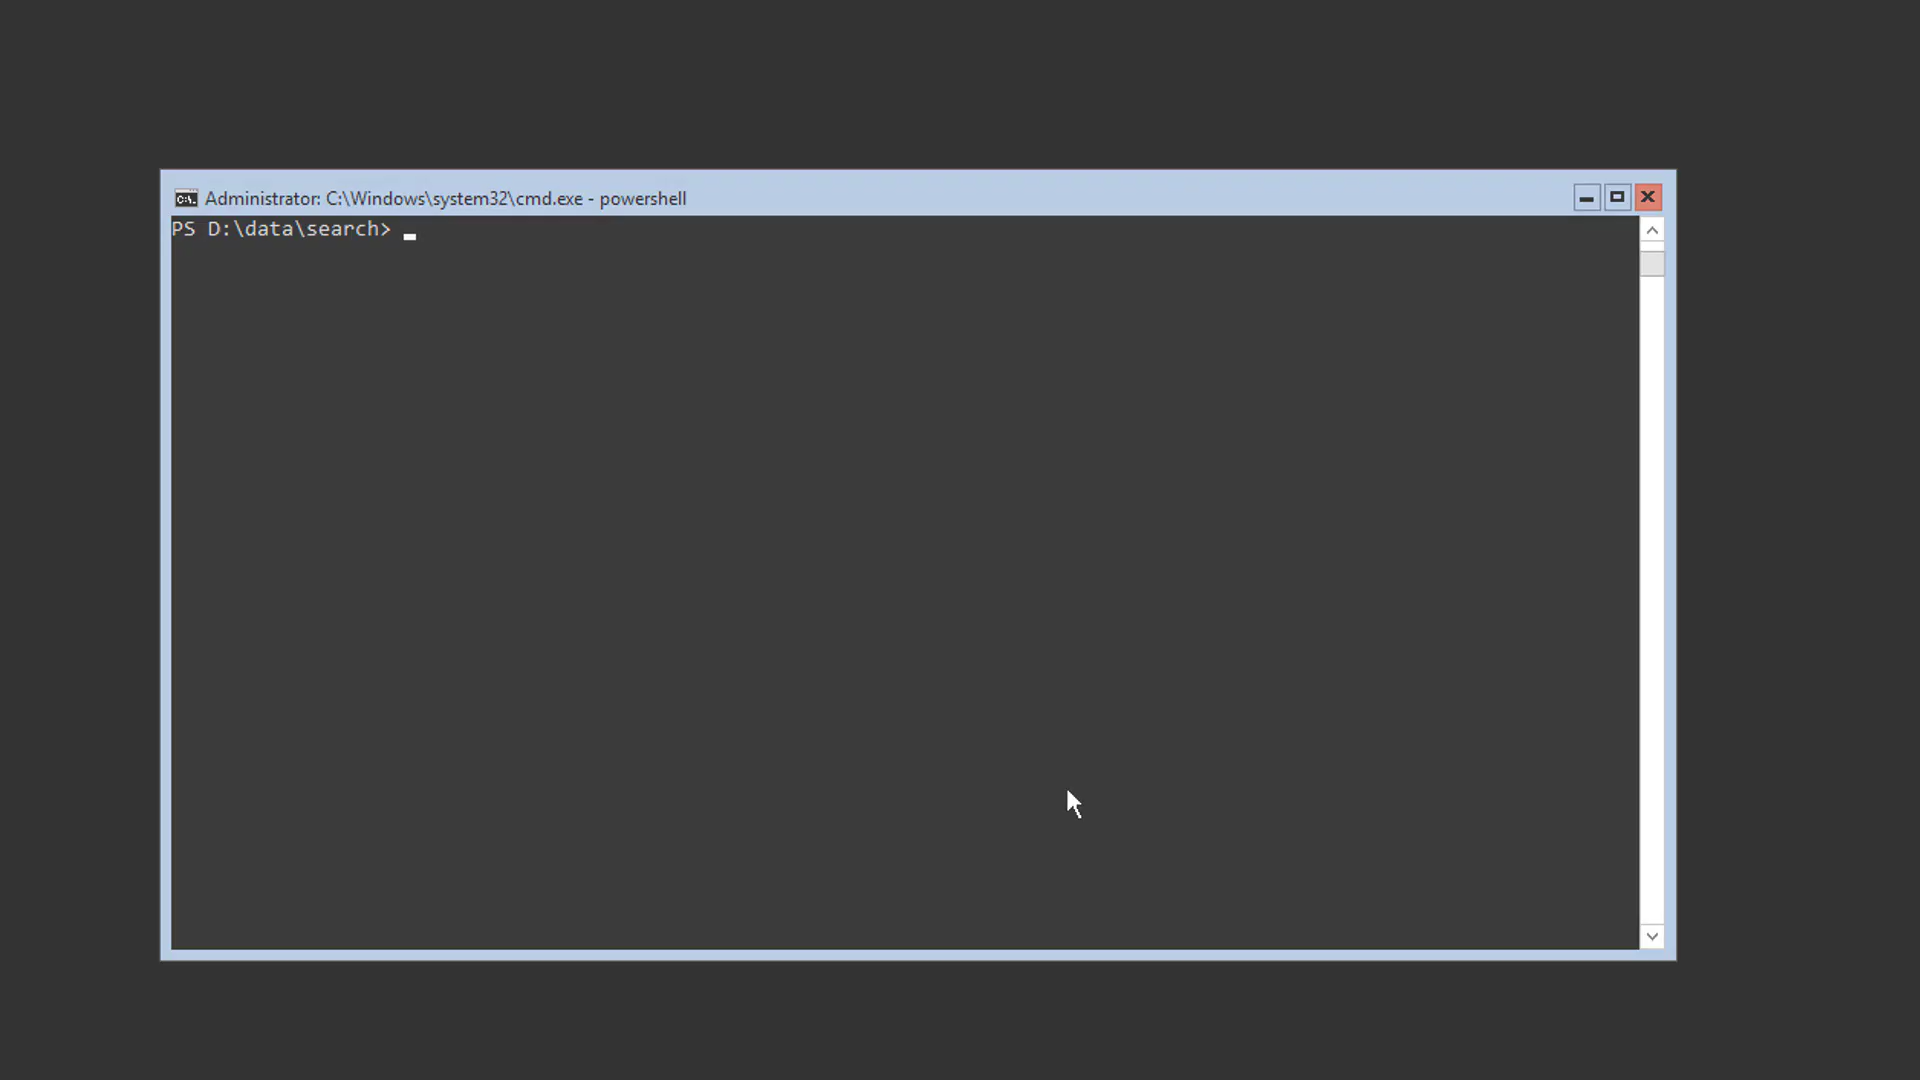 Administrator: C:\Windows\system32\cmd.exe - powershell
PS D:\data\search>